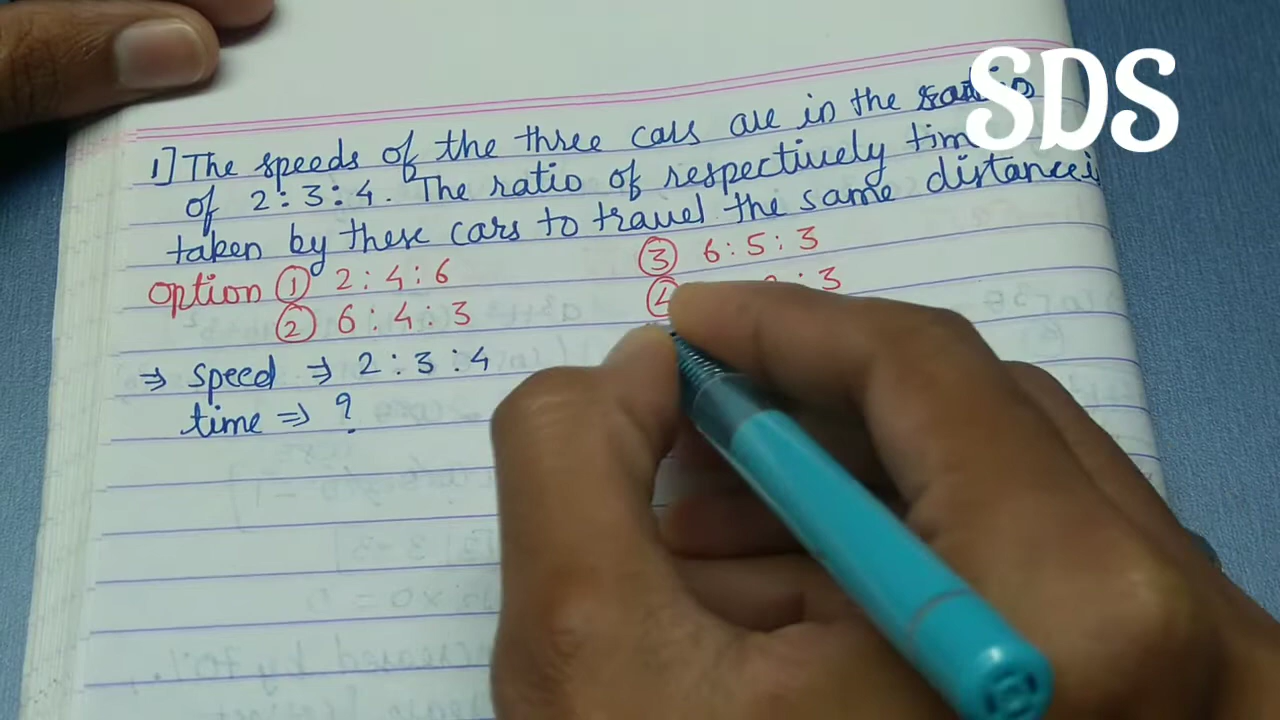 SDS
1] The speeds of the three cars are in the ratio
of 2 : 3 : 4. The ratio of respectively tim
taken by these cars to travel the same distance i
option ① 2 : 4 : 6
② 6 : 4 : 3
③ 6 : 5 : 3
④ : 3
⇒ speed ⇒ 2 : 3 : 4
time ⇒ ?